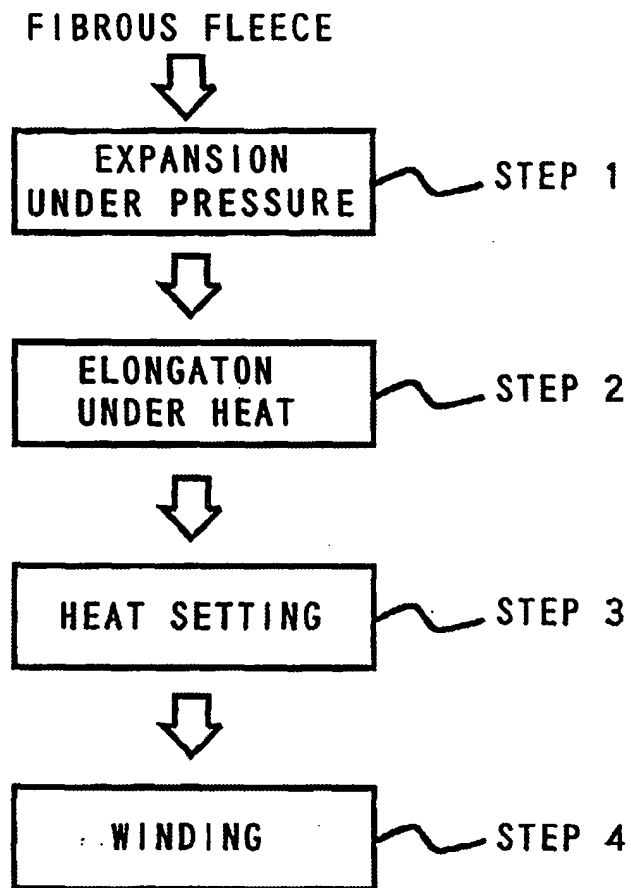 FIBROUS FLEECE
EXPANSION
UNDER PRESSURE
STEP 1
ELONGATON
UNDER HEAT
STEP 2
HEAT SETTING
STEP 3
WINDING
STEP 4